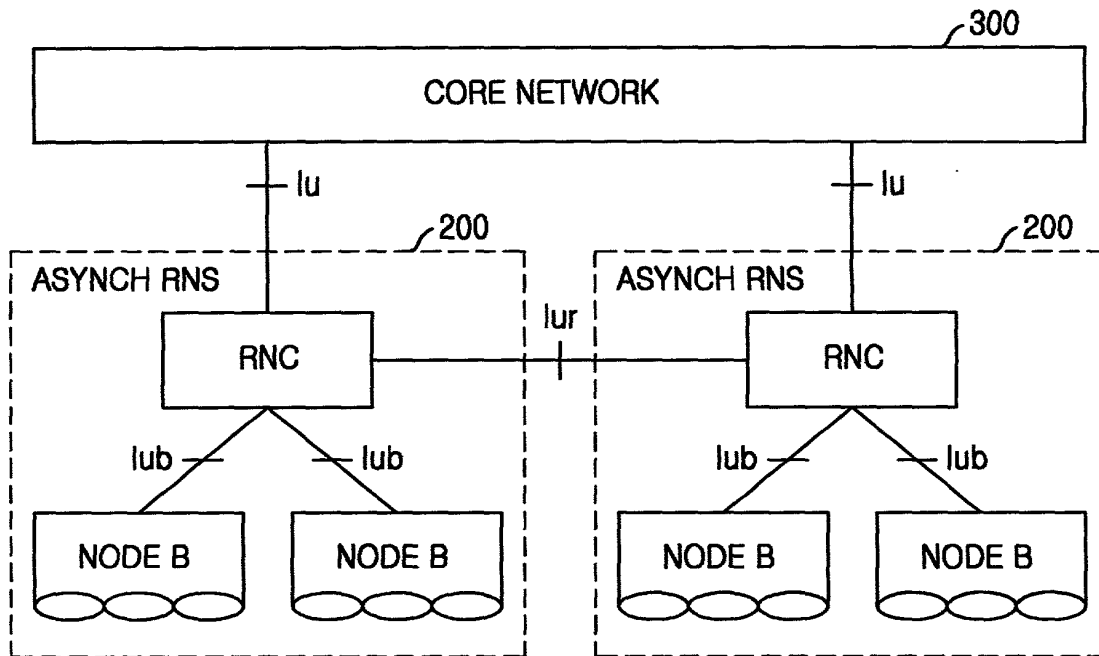 300
CORE NETWORK
Iu
Iu
200
200
ASYNCH RNS
ASYNCH RNS
Iur
RNC
RNC
Iub
Iub
Iub
Iub
NODE B
NODE B
NODE B
NODE B